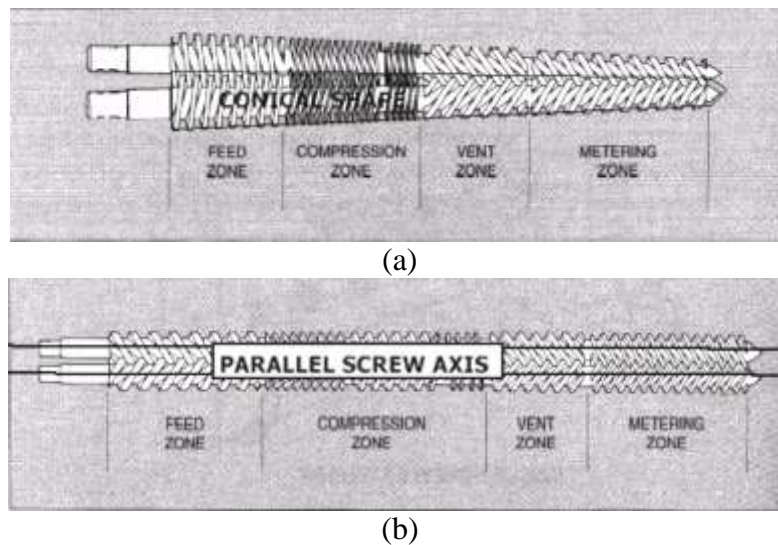 CONICAL SHAPE
FEED COMPRESSION VENT METERING
ZONE ZONE ZONE ZONE
(a)
PARALLEL SCREW AXIS
FEED COMPRESSION VENT METERING
ZONE ZONE ZONE ZONE
(b)